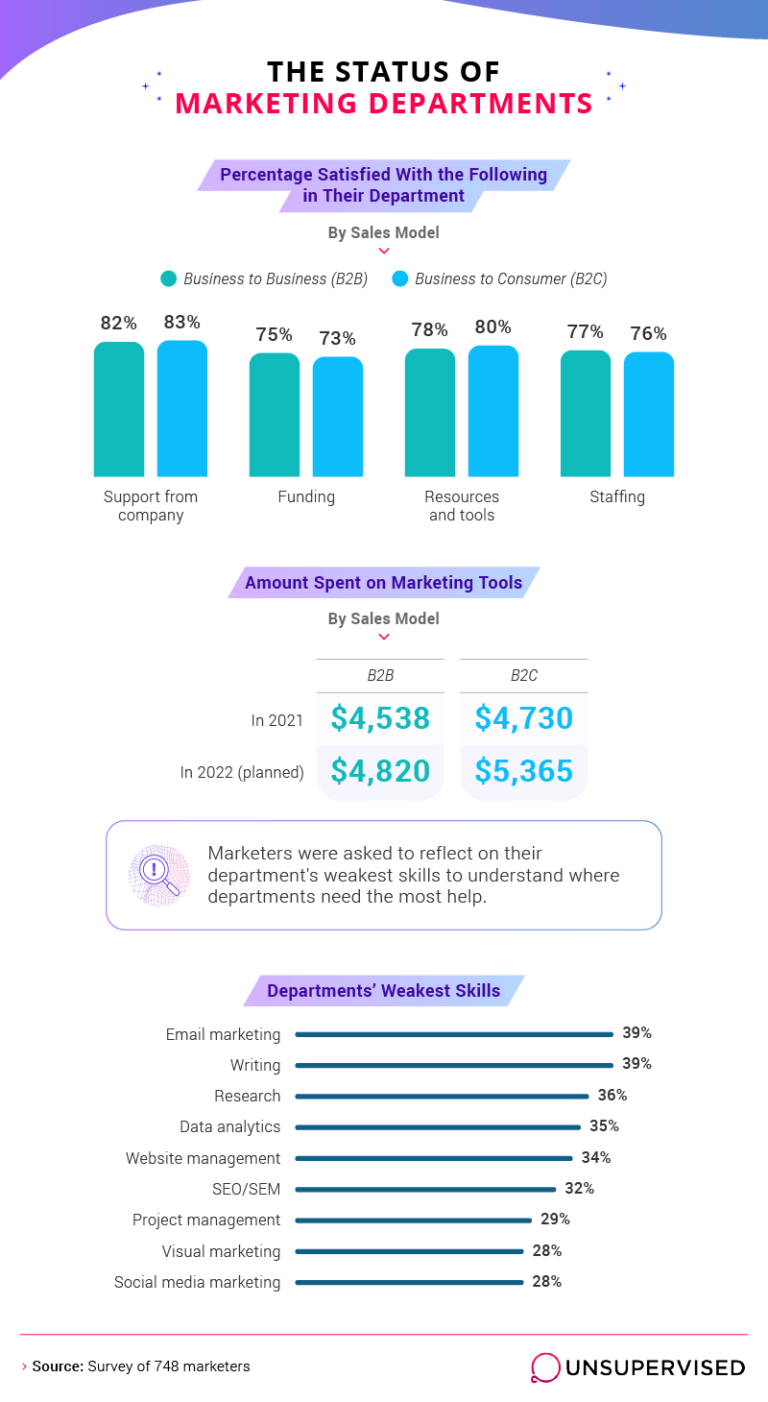 THE STATUS OF
MARKETING DEPARTMENTS
Percentage Satisfied With the Following
in Their Department
By Sales Model
Business to Business (B2B) Business to Consumer (B2C)
82% 83% 75% 73% 78% 80% 77% 76%
Support from
company
Funding
Resources
and tools
Staffing
Amount Spent on Marketing Tools
By Sales Model
B2B B2C
In 2021 $4,538 $4,730
In 2022 (planned) $4,820 $5,365
!
Marketers were asked to reflect on their
department's weakest skills to understand where
departments need the most help.
Departments’ Weakest Skills
Email marketing 39%
Writing 39%
Research 36%
Data analytics 35%
Website management 34%
SEO/SEM 32%
Project management 29%
Visual marketing 28%
Social media marketing 28%
> Source: Survey of 748 marketers
UNSUPERVISED